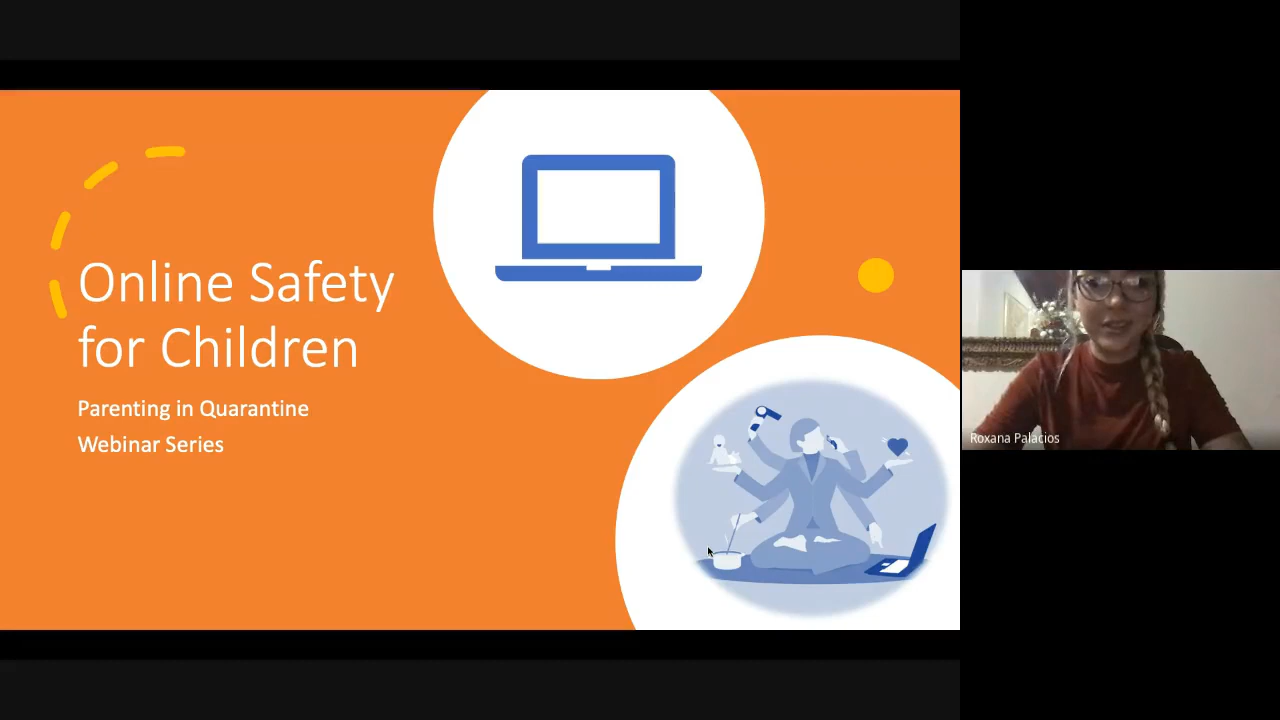 Online Safety
for Children
Parenting in Quarantine
Webinar Series
Roxana Palacios